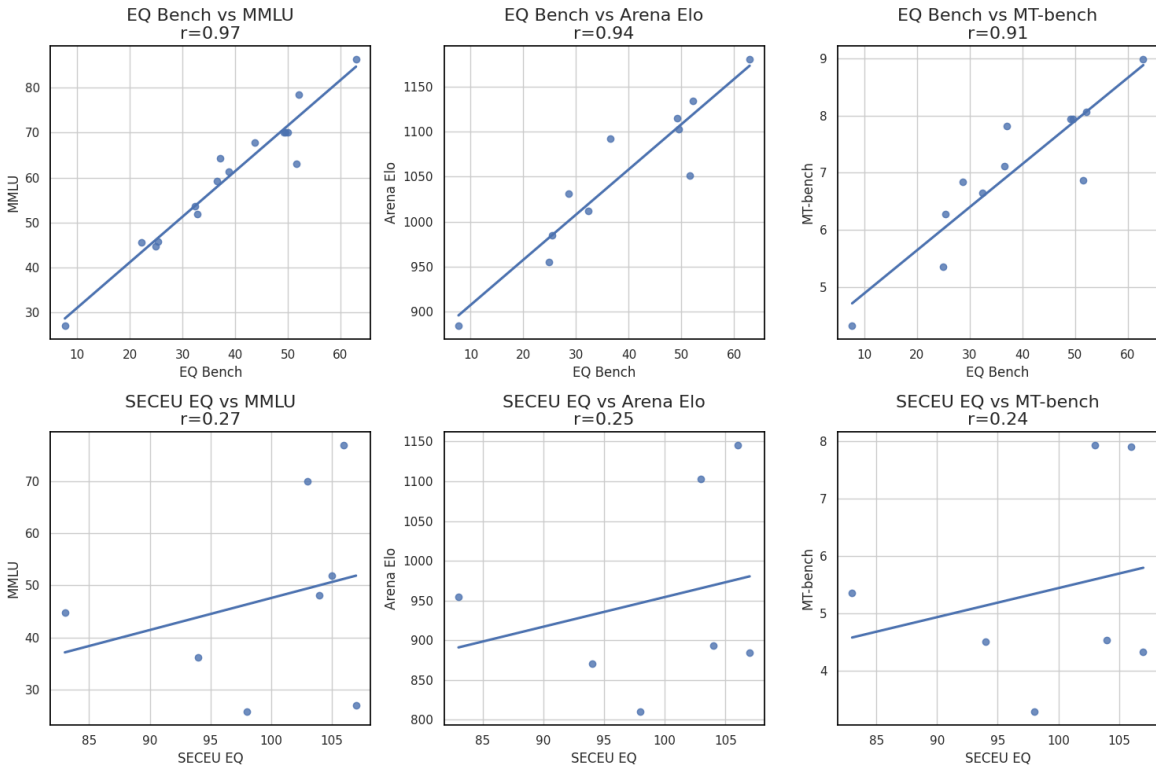 EQ Bench vs MMLU
r=0.97
MMLU
80
70
60
50
40
30
10 20 30 40 50 60
EQ Bench
EQ Bench vs Arena Elo
r=0.94
Arena Elo
1150
1100
1050
1000
950
900
10 20 30 40 50 60
EQ Bench
EQ Bench vs MT-bench
r=0.91
MT-bench
9
8
7
6
5
10 20 30 40 50 60
EQ Bench
SECEU EQ vs MMLU
r=0.27
MMLU
70
60
50
40
30
85 90 95 100 105
SECEU EQ
SECEU EQ vs Arena Elo
r=0.25
Arena Elo
1150
1100
1050
1000
950
900
850
800
85 90 95 100 105
SECEU EQ
SECEU EQ vs MT-bench
r=0.24
MT-bench
8
7
6
5
4
85 90 95 100 105
SECEU EQ